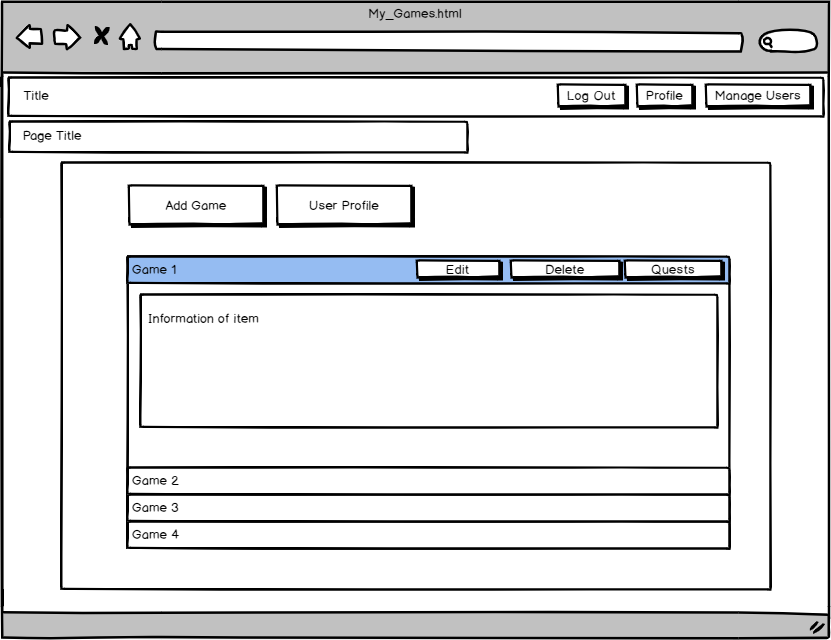 My_Games.html
Title
Log Out
Profile
Manage Users
Page Title
Add Game
User Profile
Game 1
Edit
Delete
Quests
Information of item
Game 2
Game 3
Game 4